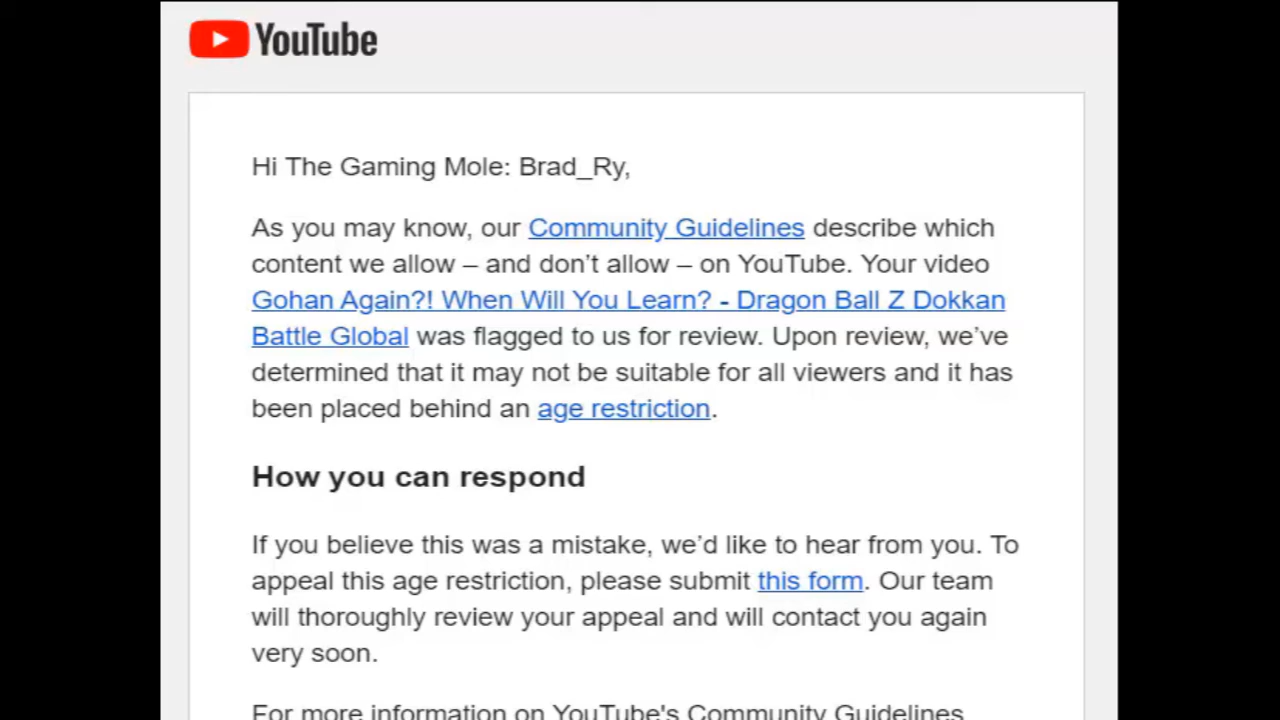 YouTube
Hi The Gaming Mole: Brad_Ry,
As you may know, our Community Guidelines describe which
content we allow – and don’t allow – on YouTube. Your video
Gohan Again?! When Will You Learn? - Dragon Ball Z Dokkan
Battle Global was flagged to us for review. Upon review, we’ve
determined that it may not be suitable for all viewers and it has
been placed behind an age restriction.
How you can respond
If you believe this was a mistake, we’d like to hear from you. To
appeal this age restriction, please submit this form. Our team
will thoroughly review your appeal and will contact you again
very soon.
For more information on YouTube's Community Guidelines